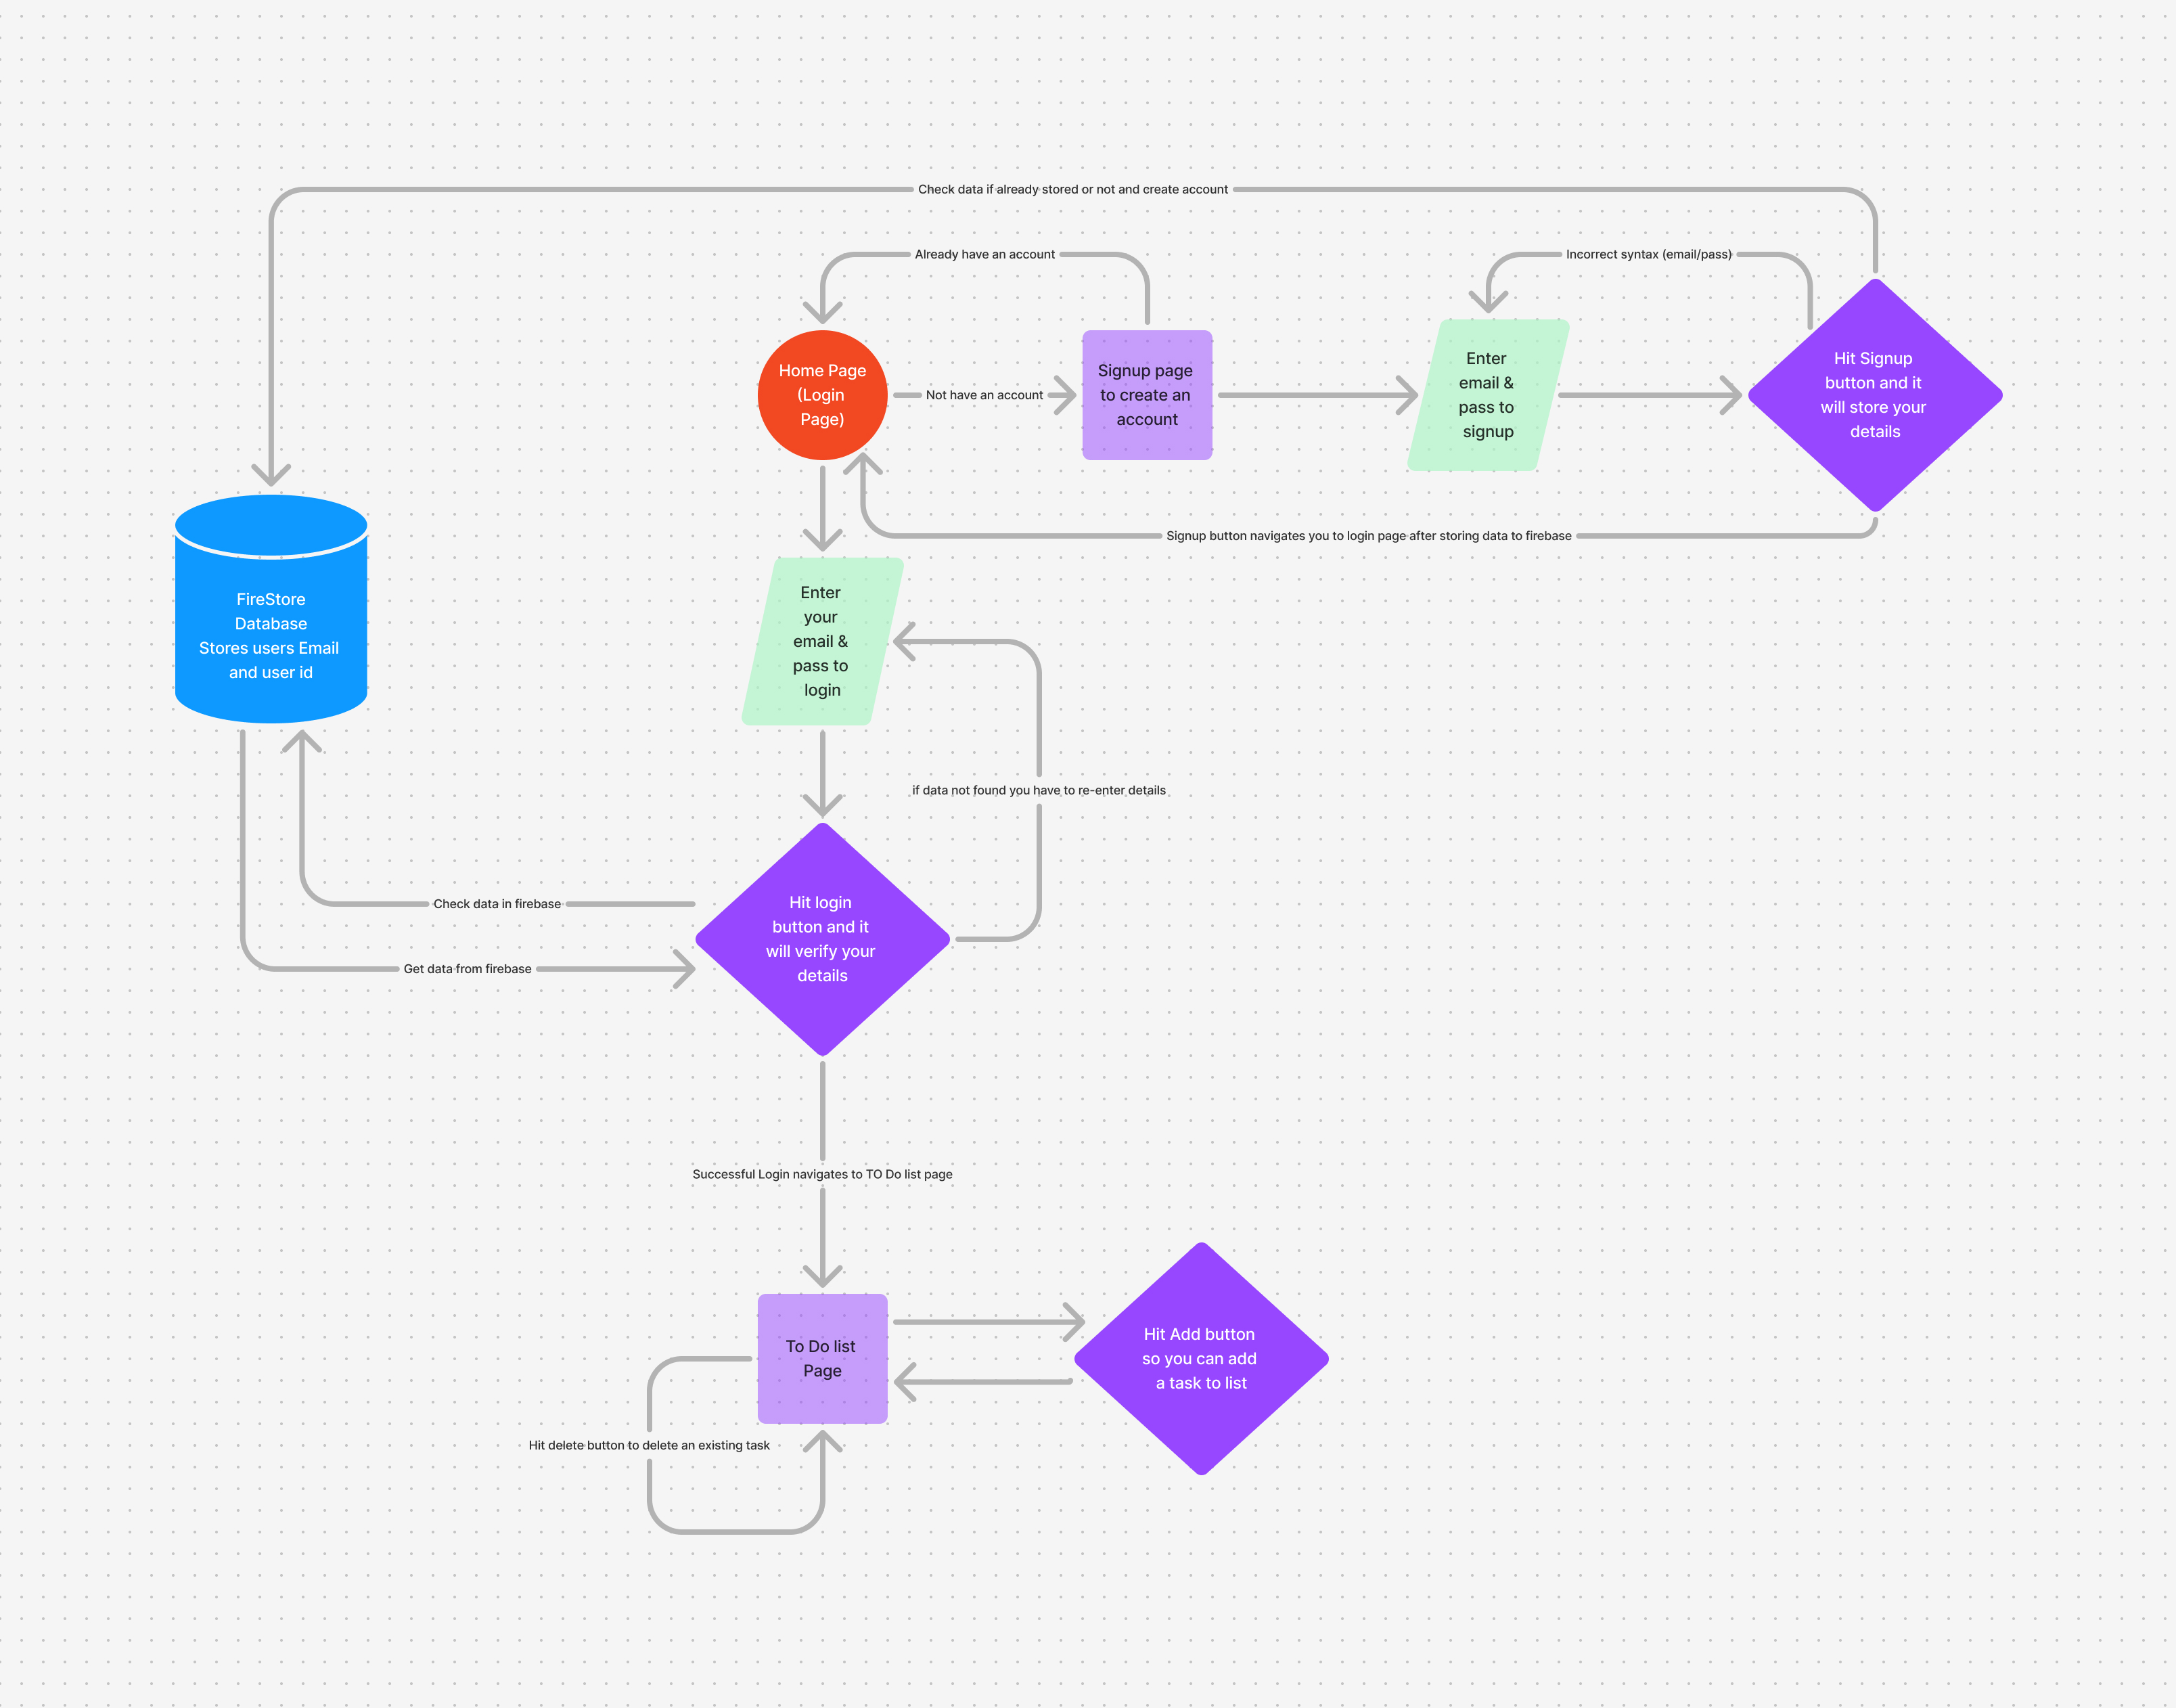 Check data if already stored or not and create account
Already have an account
Incorrect syntax (email/pass)
Home Page
(Login
Page)
Not have an account
Signup page
to create an
account
Enter
email &
pass to
signup
Hit Signup
button and it
will store your
details
Signup button navigates you to login page after storing data to firebase
FireStore
Database
Stores users Email
and user id
Enter
your
email &
pass to
login
if data not found you have to re-enter details
Check data in firebase
Hit login
button and it
will verify your
details
Get data from firebase
Successful Login navigates to TO Do list page
To Do list
Page
Hit Add button
so you can add
a task to list
Hit delete button to delete an existing task